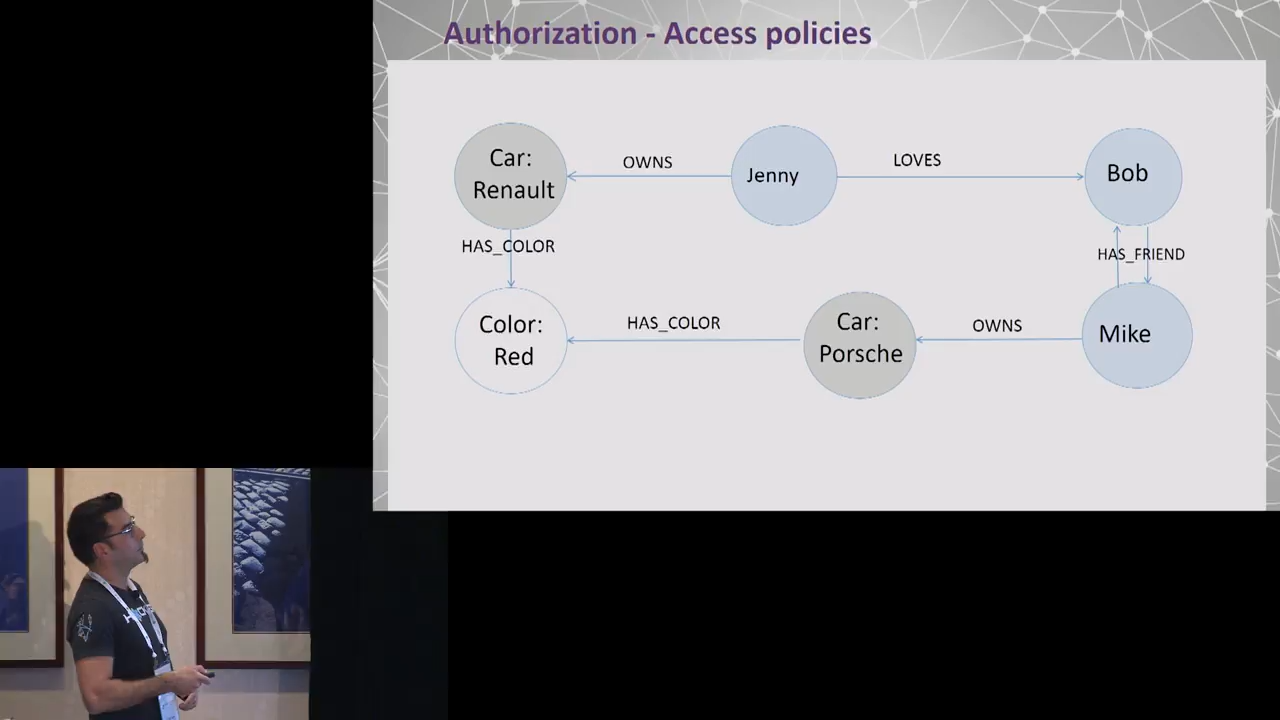 Authorization - Access policies
Car:
Renault
OWNS
Jenny
LOVES
Bob
HAS_COLOR
HAS_FRIEND
Color:
Red
HAS_COLOR
Car:
Porsche
OWNS
Mike